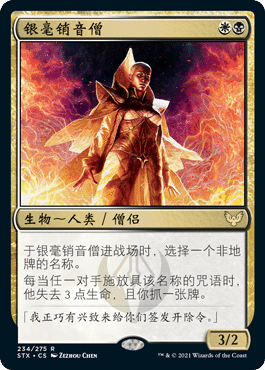 银毫销音僧
生物～人类 / 僧侣
于银毫销音僧进战场时，选择一个非地
牌的名称。
每当任一对手施放具该名称的咒语时，
他失去3点生命，且你抓一张牌。
「我正巧有兴致来给你们签发开除令。」
3/2
234/275 R
STX • CS ZEZHOU CHEN
™ & © 2021 Wizards of the Coast